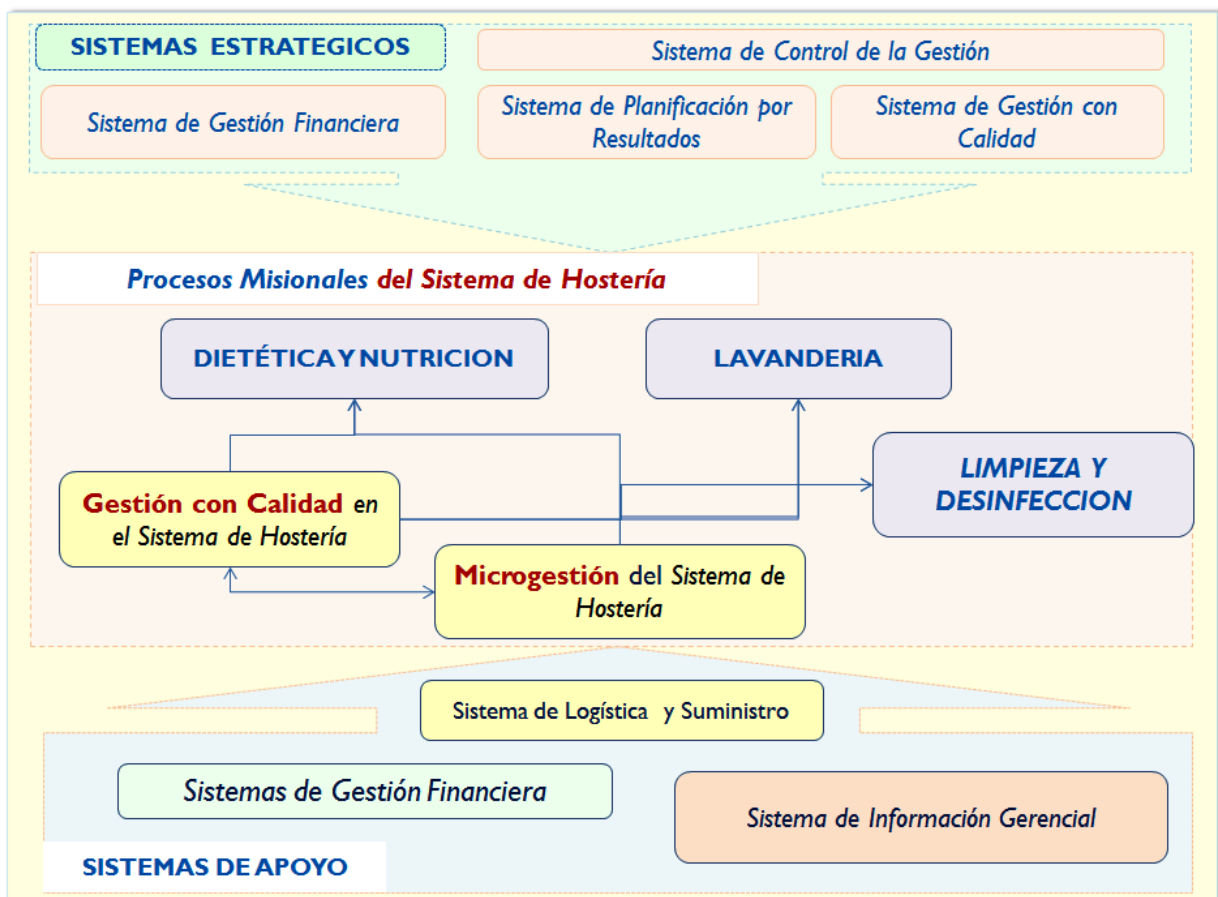 SISTEMAS ESTRATEGICOS
Sistema de Control de la Gestión
Sistema de Gestión Financiera
Sistema de Planificación por
Resultados
Sistema de Gestión con
Calidad
Procesos Misionales del Sistema de Hostería
DIETÉTICA Y NUTRICION
LAVANDERIA
LIMPIEZA Y
DESINFECCION
Gestión con Calidad en
el Sistema de Hostería
Microgestión del Sistema de
Hostería
Sistema de Logística y Suministro
Sistemas de Gestión Financiera
Sistema de Información Gerencial
SISTEMAS DE APOYO